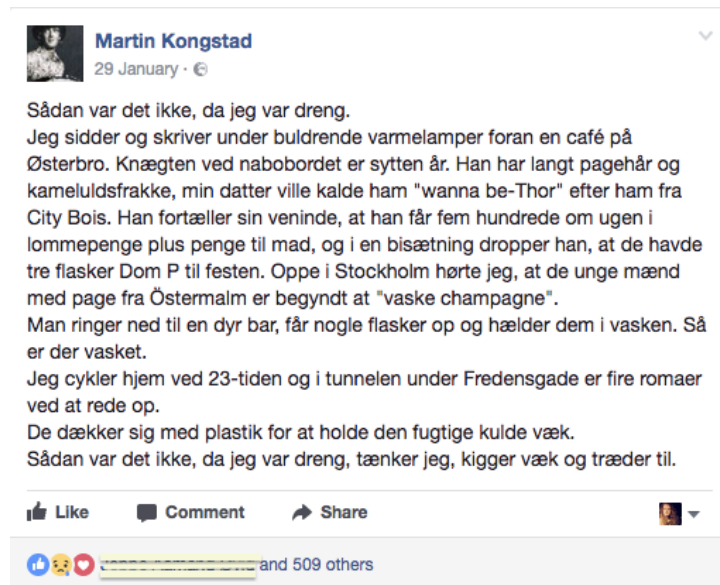 Martin Kongstad
29 January ·
Sådan var det ikke, da jeg var dreng.
Jeg sidder og skriver under buldrende varmelamper foran en café på
Østerbro. Knægten ved nabobordet er sytten år. Han har langt pagehår og
kameluldsfrakke, min datter ville kalde ham "wanna be-Thor" efter ham fra
City Bois. Han fortæller sin veninde, at han får fem hundrede om ugen i
lommepenge plus penge til mad, og i en bisætning dropper han, at de havde
tre flasker Dom P til festen. Oppe i Stockholm hørte jeg, at de unge mænd
med page fra Östermalm er begyndt at "vaske champagne".
Man ringer ned til en dyr bar, får nogle flasker op og hælder dem i vasken. Så
er der vasket.
Jeg cykler hjem ved 23-tiden og i tunnelen under Fredensgade er fire romaer
ved at rede op.
De dækker sig med plastik for at holde den fugtige kulde væk.
Sådan var det ikke, da jeg var dreng, tænker jeg, kigger væk og træder til.
Like Comment Share
and 509 others